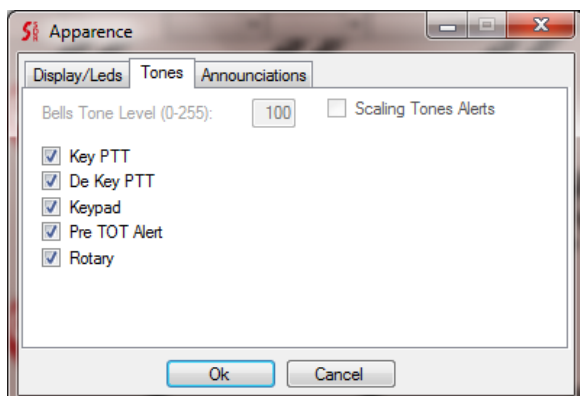 Apparence
Display/Leds Tones Announciations
Bells Tone Level (0-255): 100 Scaling Tones Alerts
Key PTT
De Key PTT
Keypad
Pre TOT Alert
Rotary
Ok Cancel